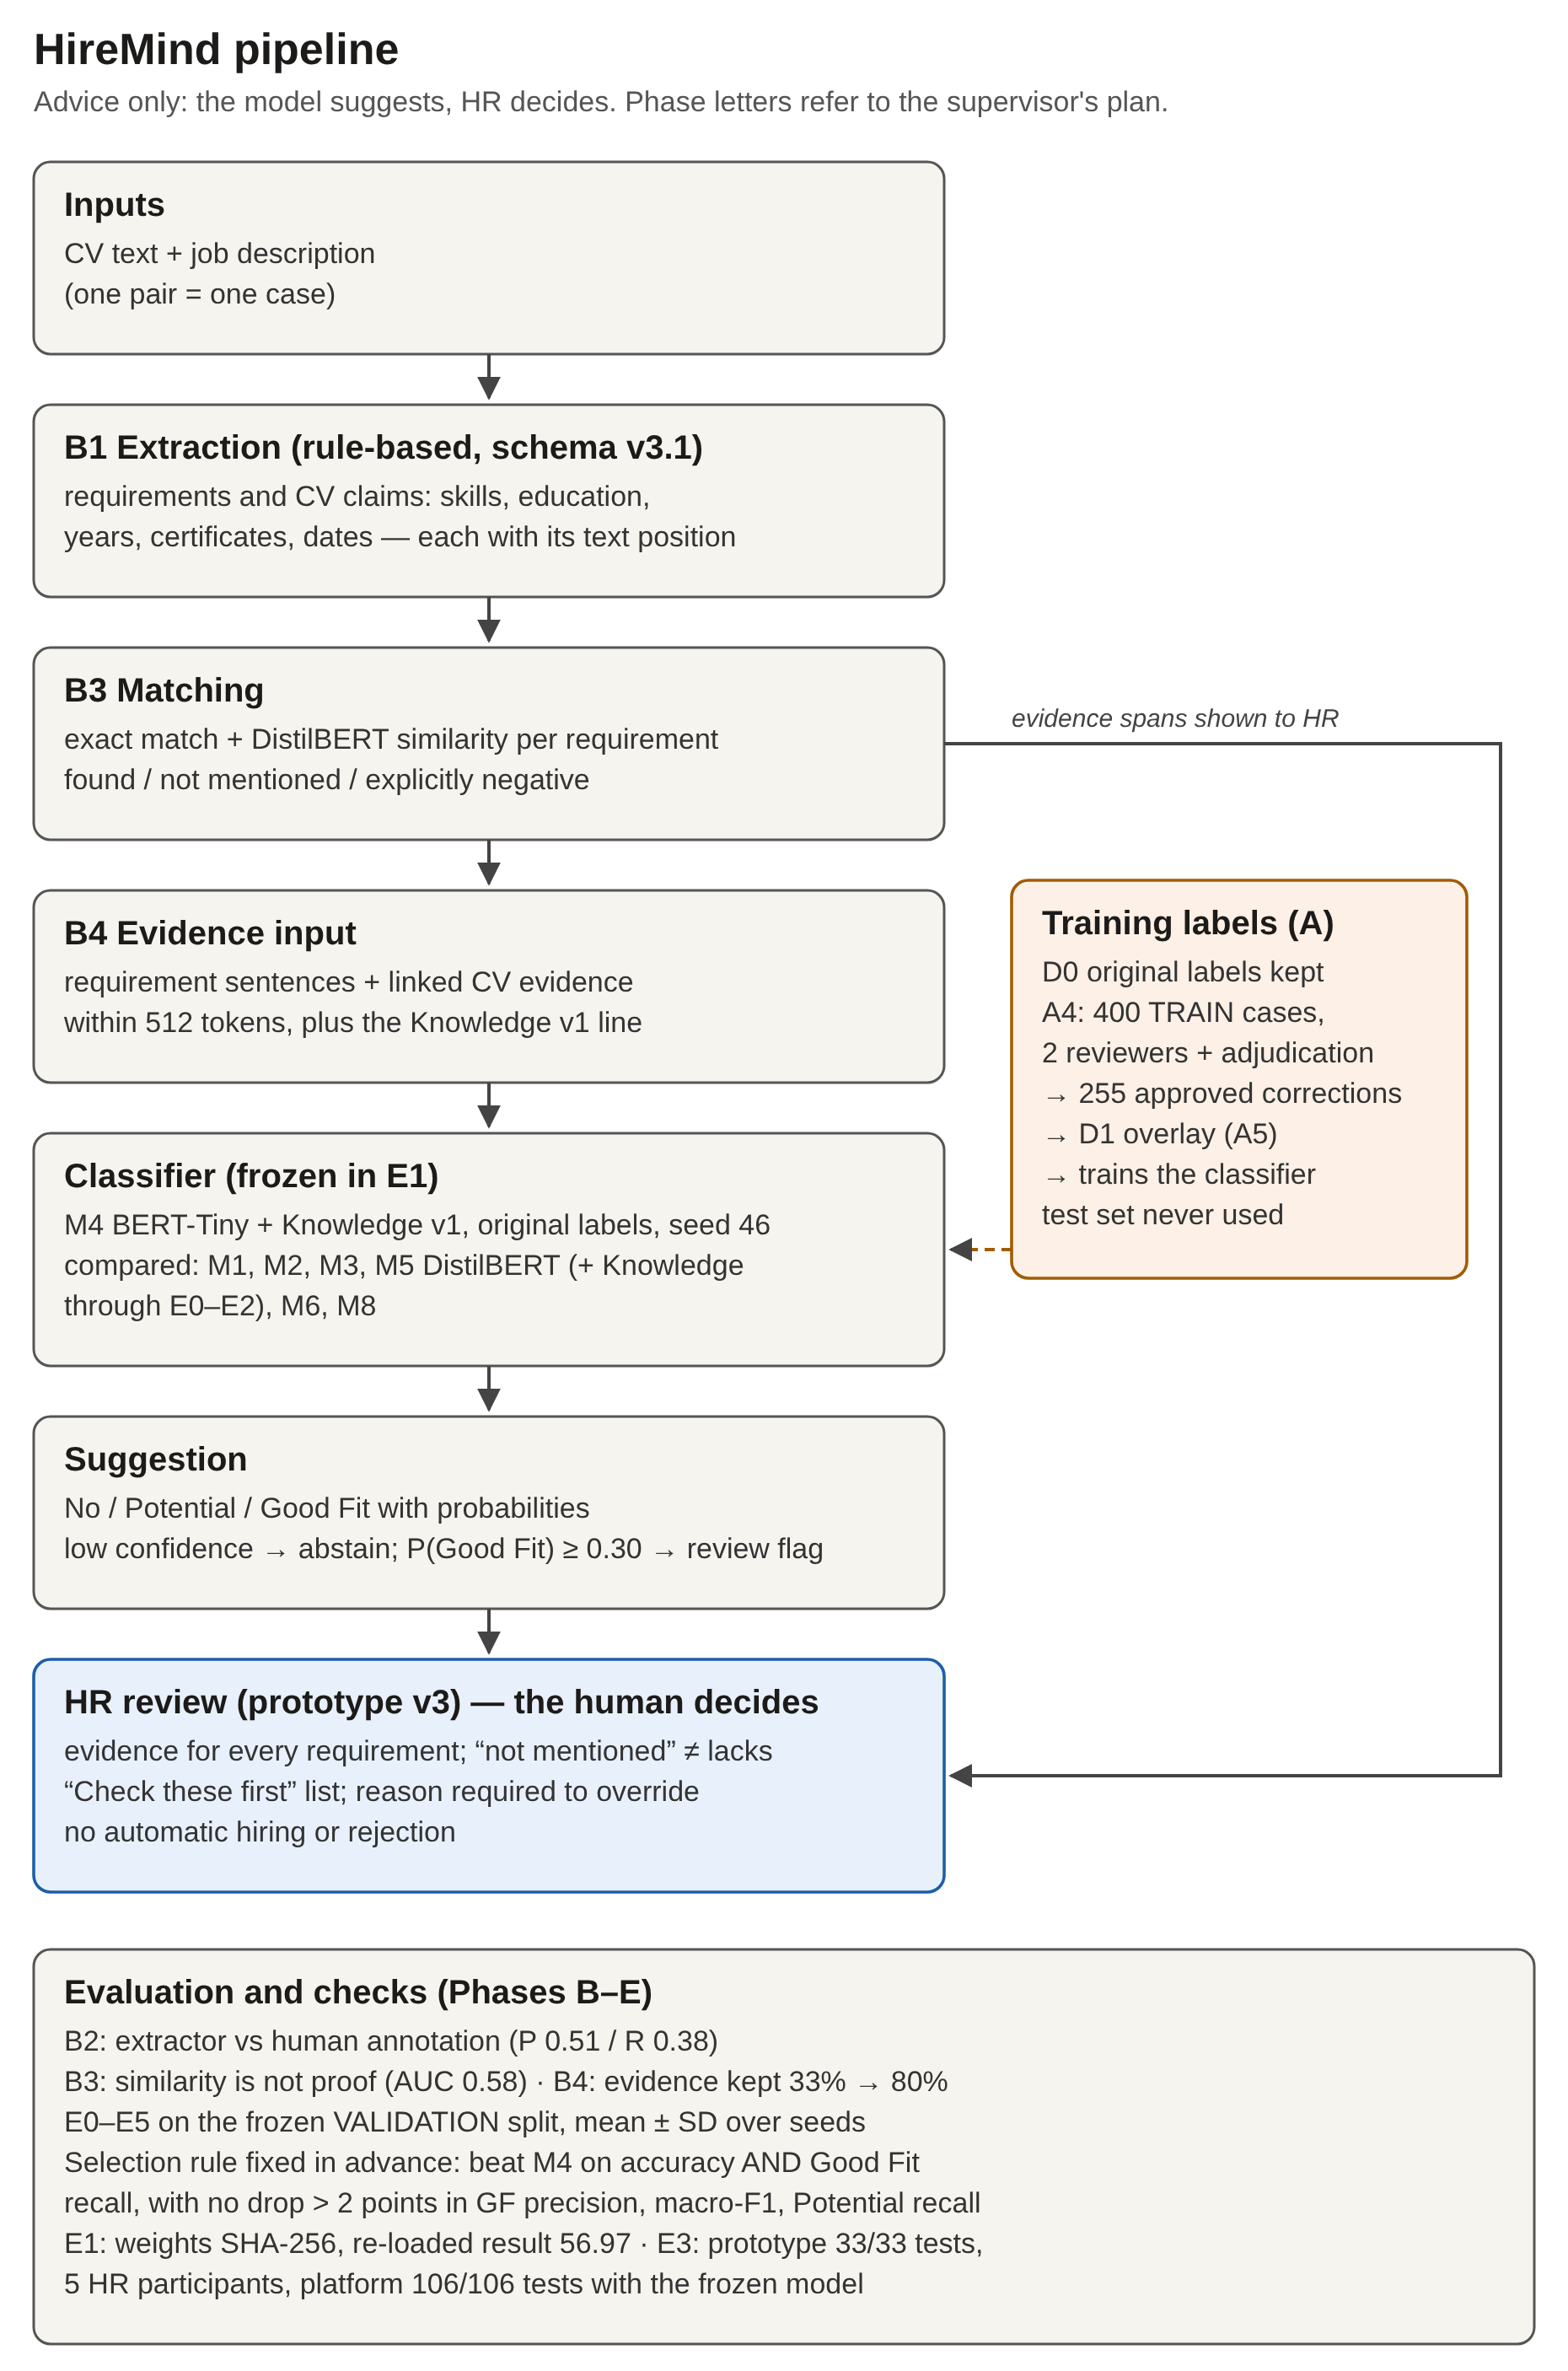 HireMind pipeline
Advice only: the model suggests, HR decides. Phase letters refer to the supervisor's plan.
Inputs
CV text + job description
(one pair = one case)
B1 Extraction (rule-based, schema v3.1)
requirements and CV claims: skills, education,
years, certificates, dates — each with its text position
B3 Matching
exact match + DistilBERT similarity per requirement
found / not mentioned / explicitly negative
evidence spans shown to HR
B4 Evidence input
requirement sentences + linked CV evidence
within 512 tokens, plus the Knowledge v1 line
Training labels (A)
D0 original labels kept
A4: 400 TRAIN cases,
2 reviewers + adjudication
→ 255 approved corrections
→ D1 overlay (A5)
→ trains the classifier
test set never used
Classifier (frozen in E1)
M4 BERT-Tiny + Knowledge v1, original labels, seed 46
compared: M1, M2, M3, M5 DistilBERT (+ Knowledge
through E0–E2), M6, M8
Suggestion
No / Potential / Good Fit with probabilities
low confidence → abstain; P(Good Fit) ≥ 0.30 → review flag
HR review (prototype v3) — the human decides
evidence for every requirement; “not mentioned” ≠ lacks
“Check these first” list; reason required to override
no automatic hiring or rejection
Evaluation and checks (Phases B–E)
B2: extractor vs human annotation (P 0.51 / R 0.38)
B3: similarity is not proof (AUC 0.58) · B4: evidence kept 33% → 80%
E0–E5 on the frozen VALIDATION split, mean ± SD over seeds
Selection rule fixed in advance: beat M4 on accuracy AND Good Fit
recall, with no drop > 2 points in GF precision, macro-F1, Potential recall
E1: weights SHA-256, re-loaded result 56.97 · E3: prototype 33/33 tests,
5 HR participants, platform 106/106 tests with the frozen model